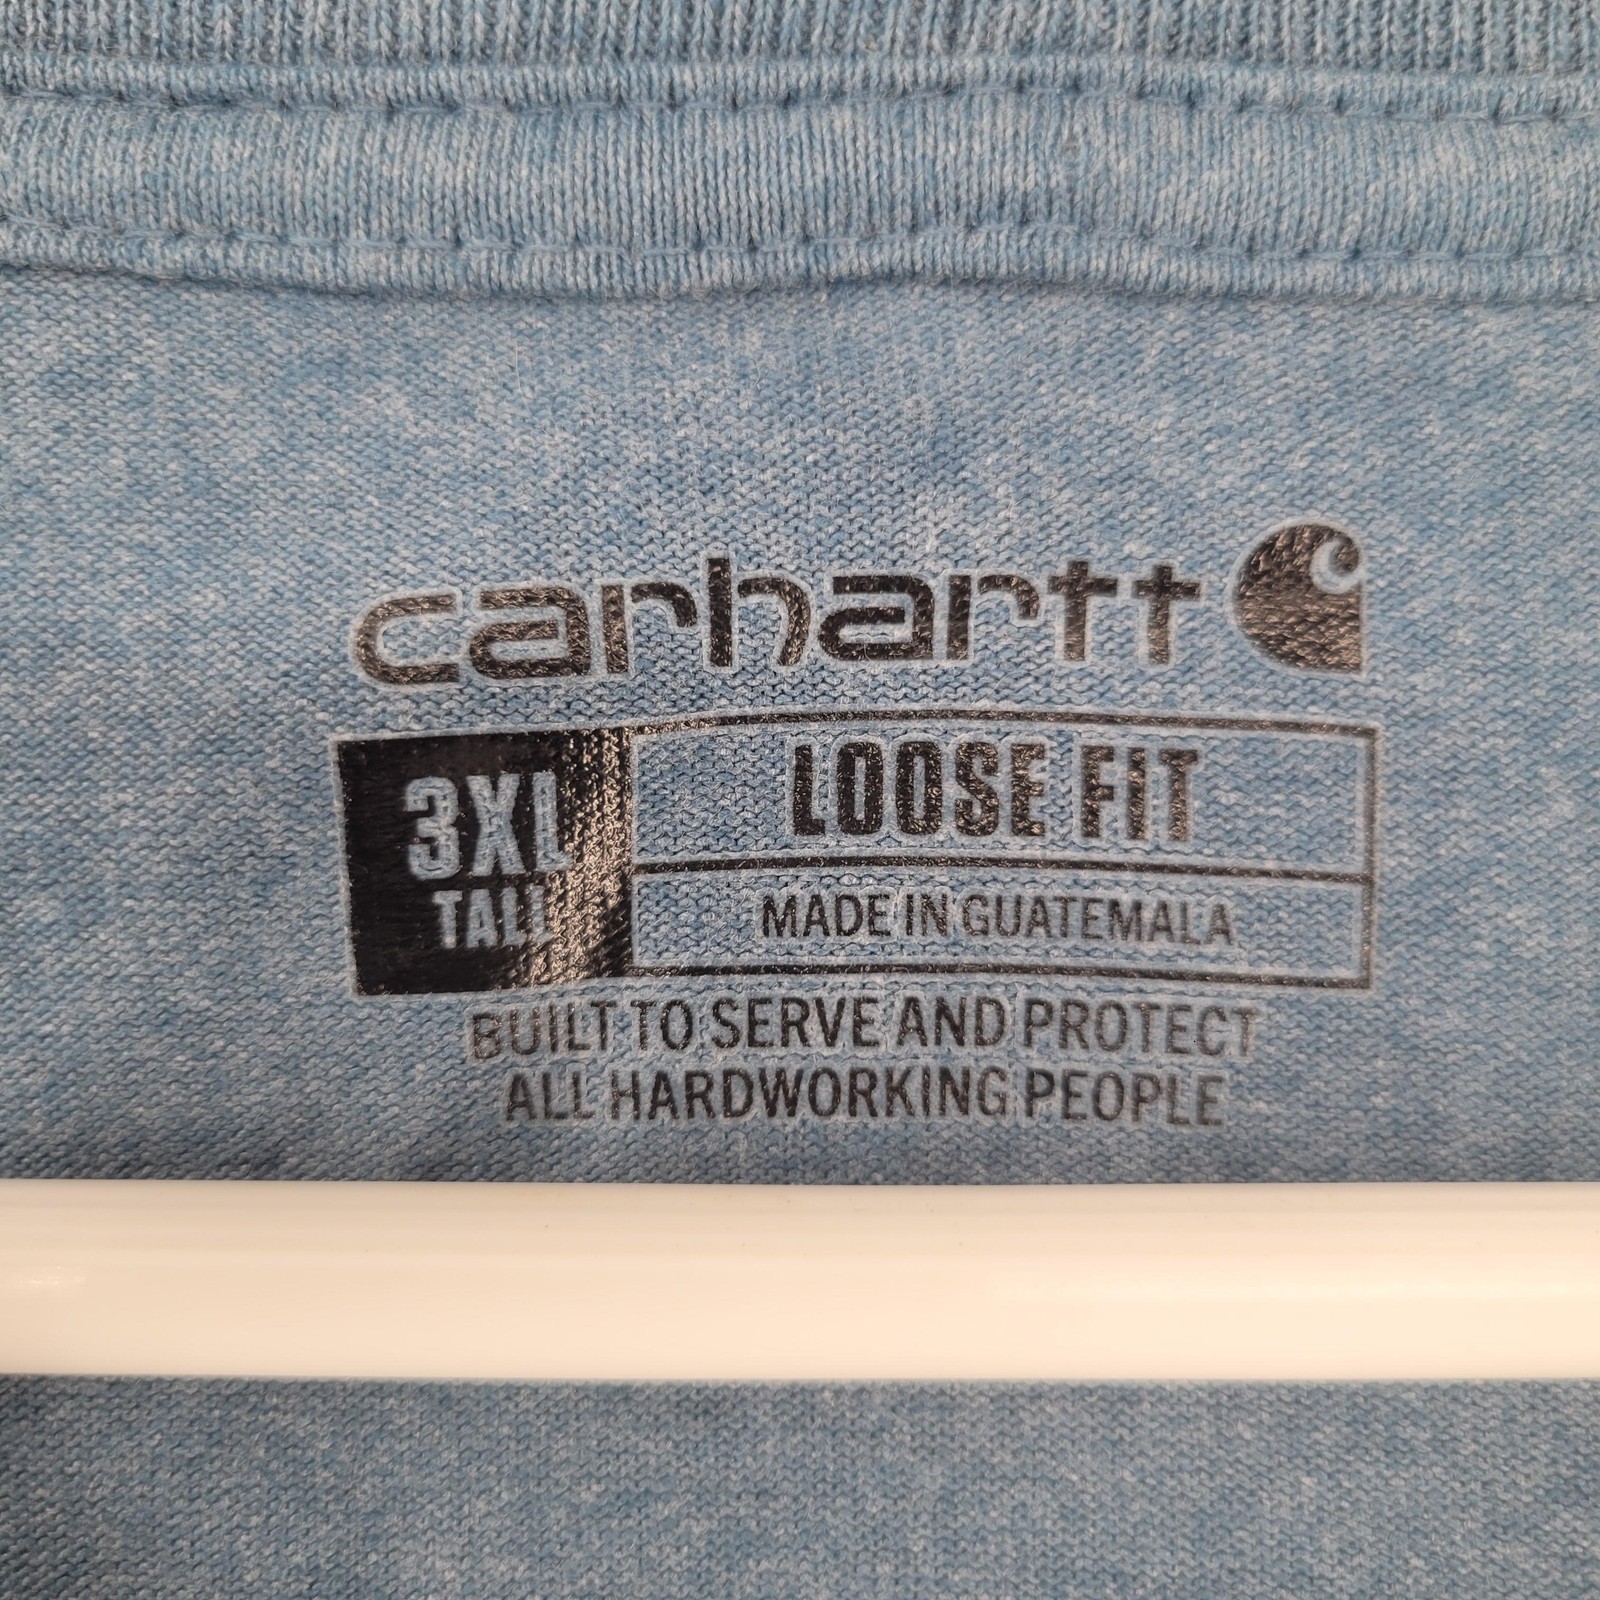 carhartt
3XL
TALL
LOOSE FIT
MADE IN GUATEMALA
BUILT TO SERVE AND PROTECT
ALL HARDWORKING PEOPLE